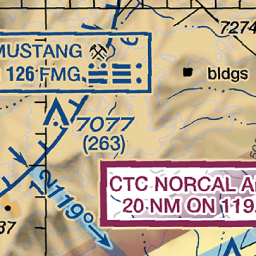 MUSTANG
126 FMG
7274
bldgs
7077
(263)
CTC NORCAL A
20 NM ON 119.
119°
37